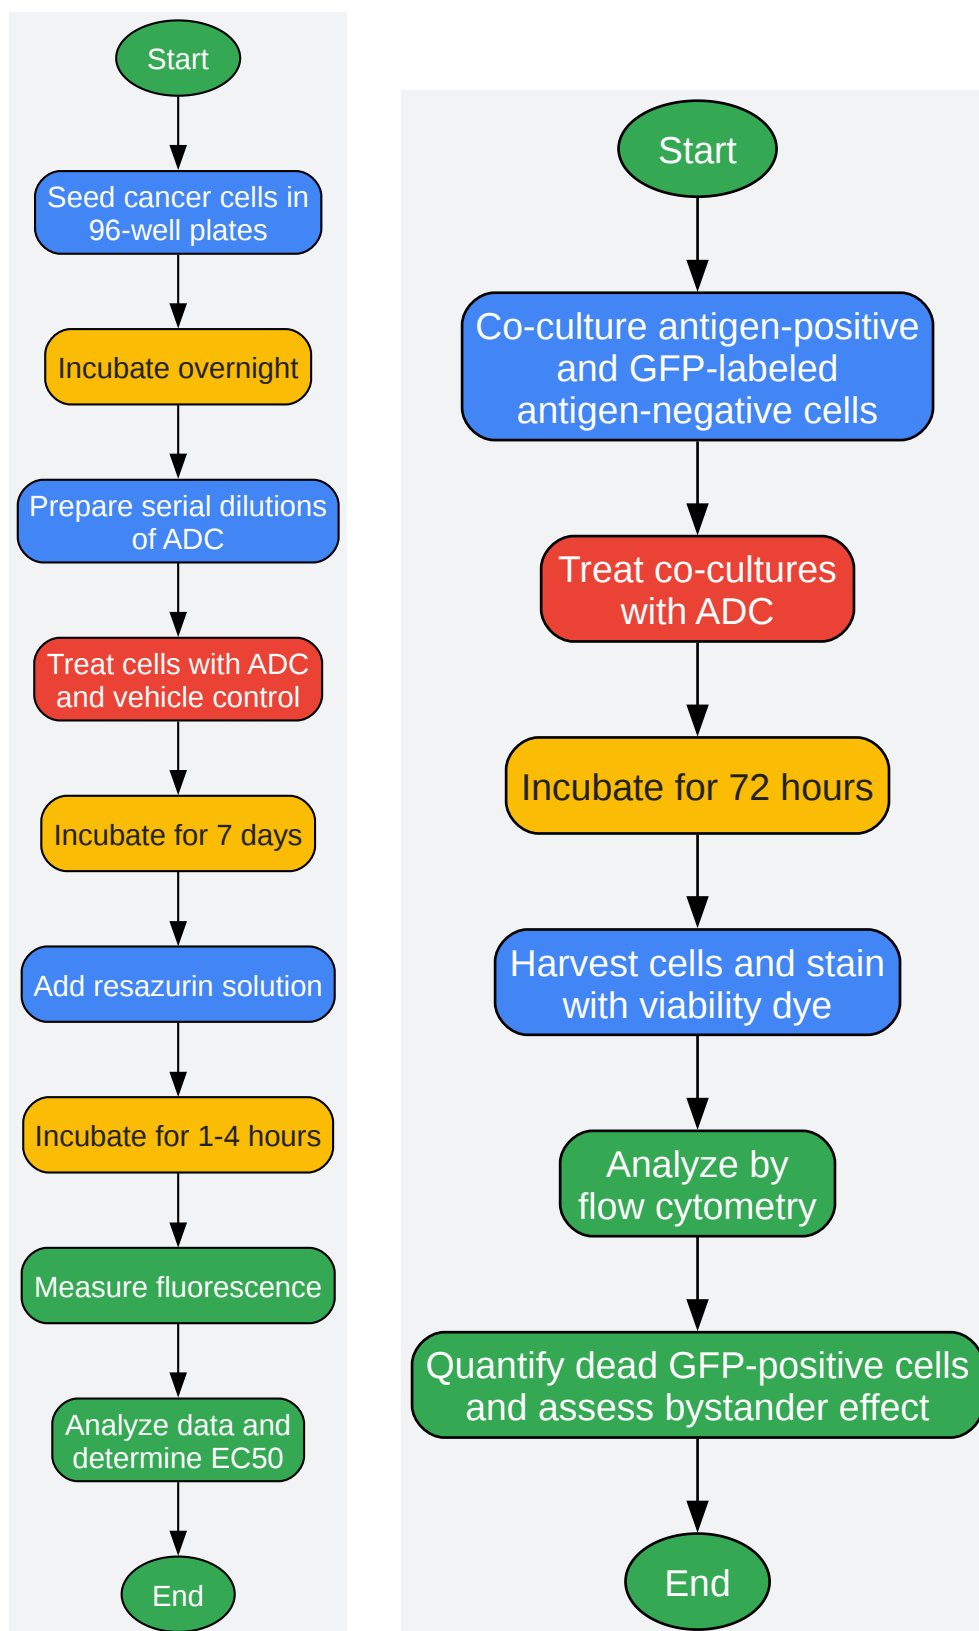 Start
Seed cancer cells in
96-well plates
Incubate overnight
Prepare serial dilutions
of ADC
Treat cells with ADC
and vehicle control
Incubate for 7 days
Add resazurin solution
Incubate for 1-4 hours
Measure fluorescence
Analyze data and
determine EC50
End
Start
Co-culture antigen-positive
and GFP-labeled
antigen-negative cells
Treat co-cultures
with ADC
Incubate for 72 hours
Harvest cells and stain
with viability dye
Analyze by
flow cytometry
Quantify dead GFP-positive cells
and assess bystander effect
End